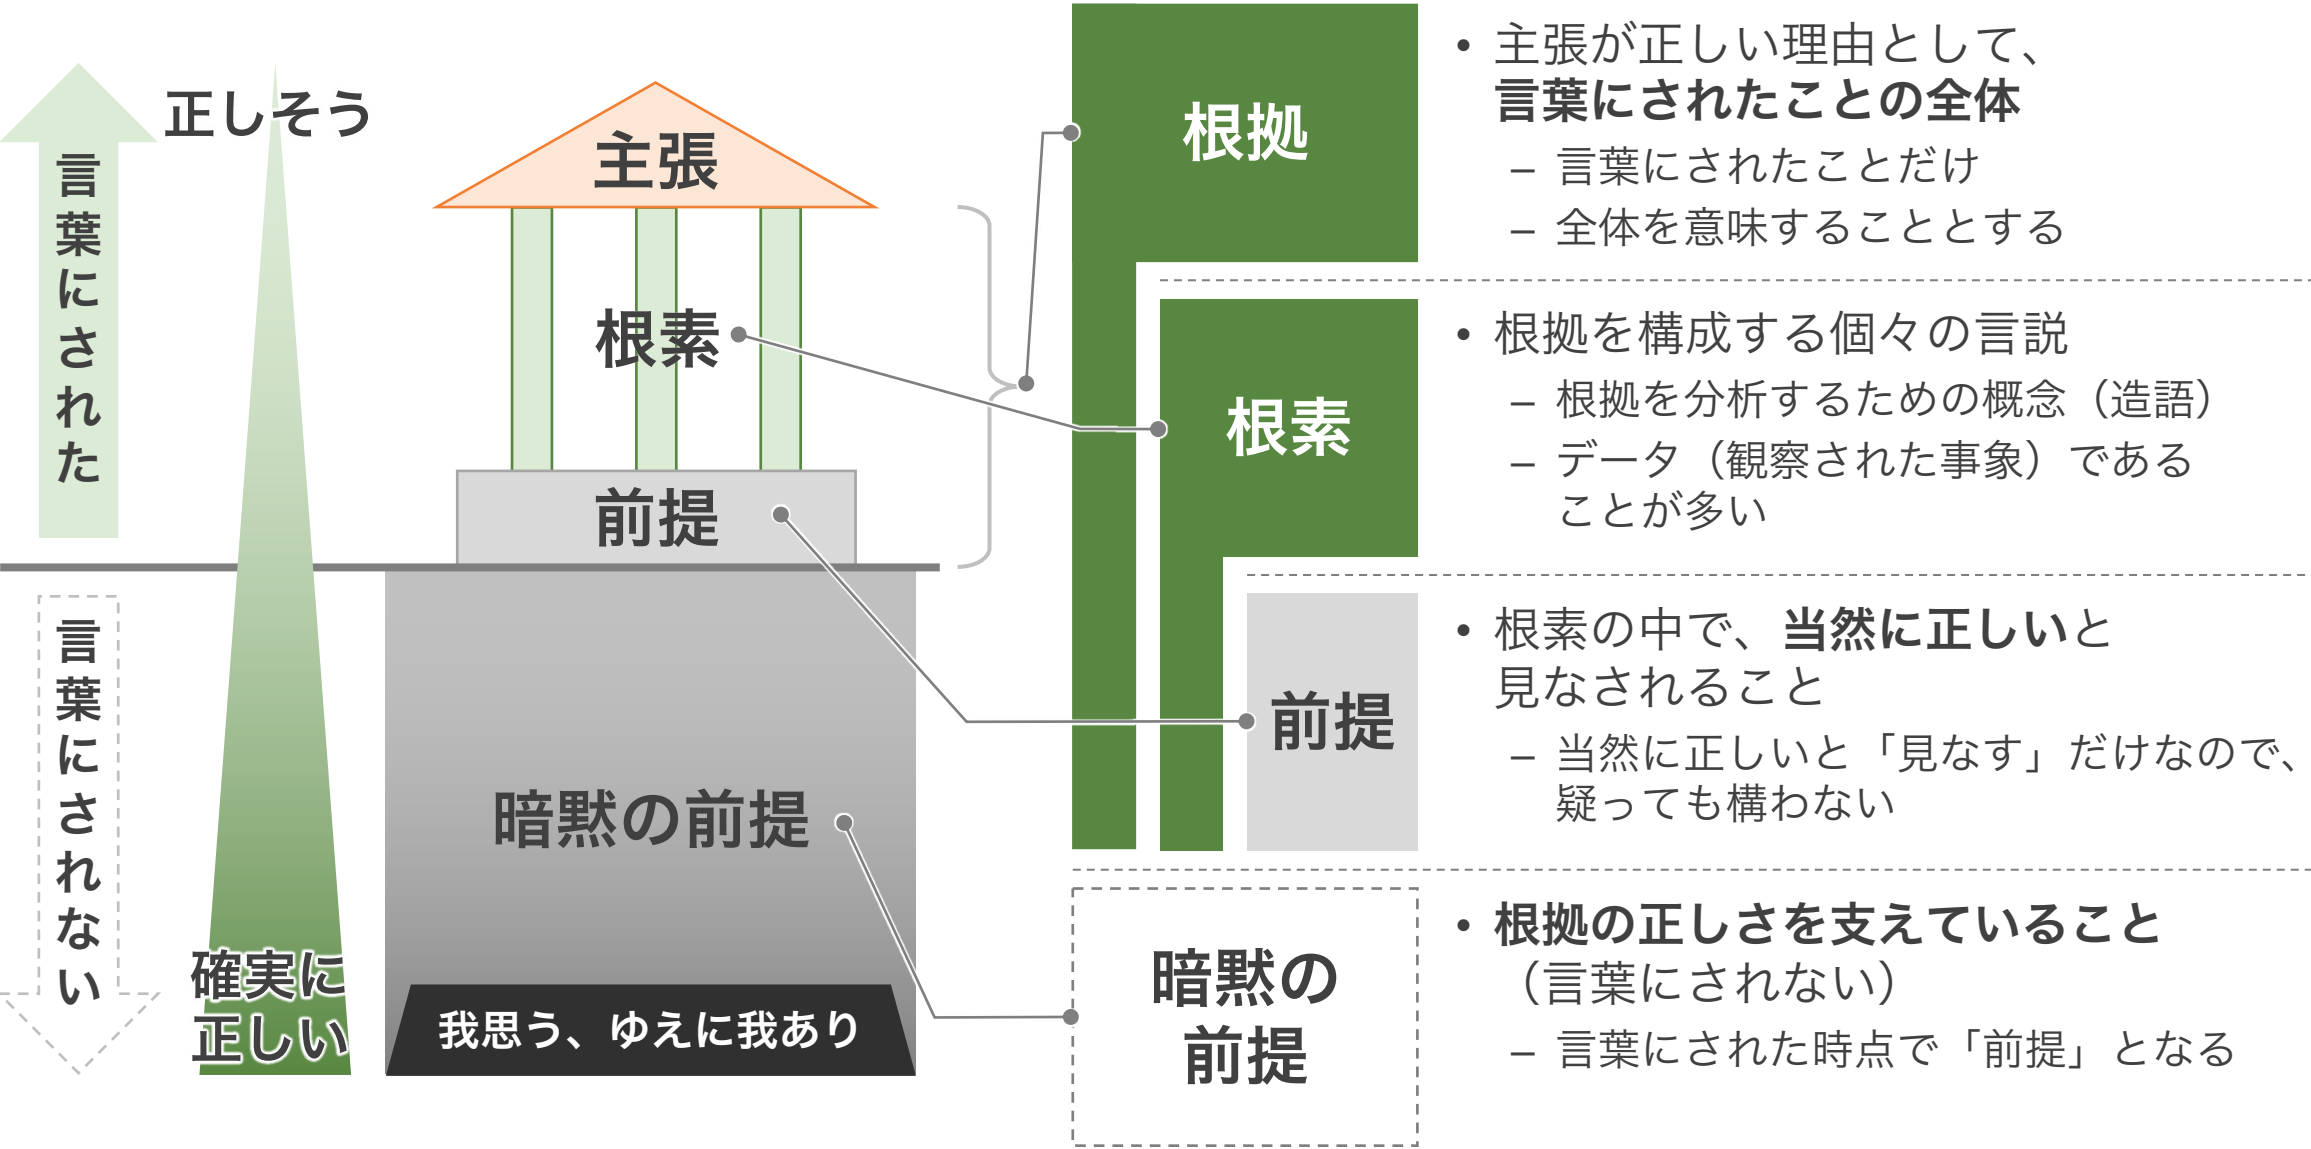 正しそう
言葉にされた
主張
根素
前提
言葉にされない
暗黙の前提
確実に
正しい
我思う、ゆえに我あり
根拠
• 主張が正しい理由として、
言葉にされたことの全体
– 言葉にされたことだけ
– 全体を意味することとする
根素
• 根拠を構成する個々の言説
– 根拠を分析するための概念（造語）
– データ（観察された事象）である
ことが多い
前提
• 根素の中で、当然に正しいと
見なされること
– 当然に正しいと「見なす」だけなので、
疑っても構わない
暗黙の
前提
• 根拠の正しさを支えていること
（言葉にされない）
– 言葉にされた時点で「前提」となる